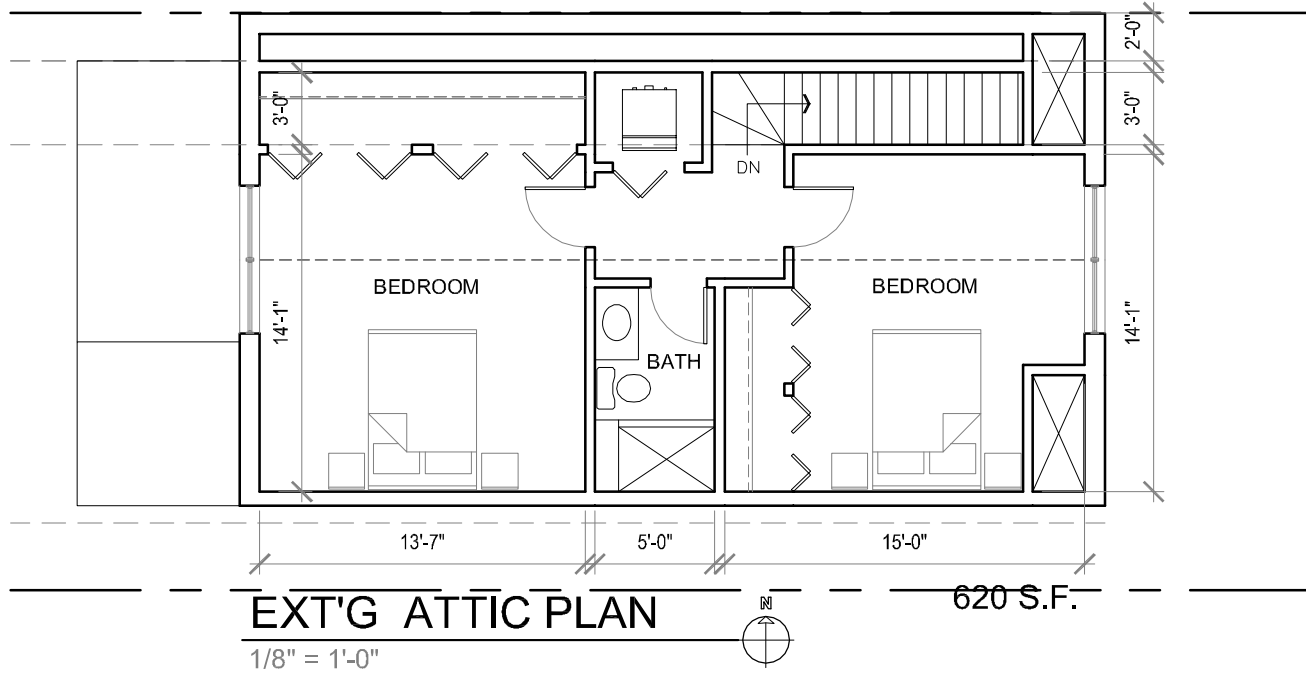 2'-0"
3'-0"
3'-0"
DN
BEDROOM
BEDROOM
14'-1"
14'-1"
BATH
13'-7"
5'-0"
15'-0"
620 S.F.
EXT'G ATTIC PLAN
N
1/8" = 1'-0"